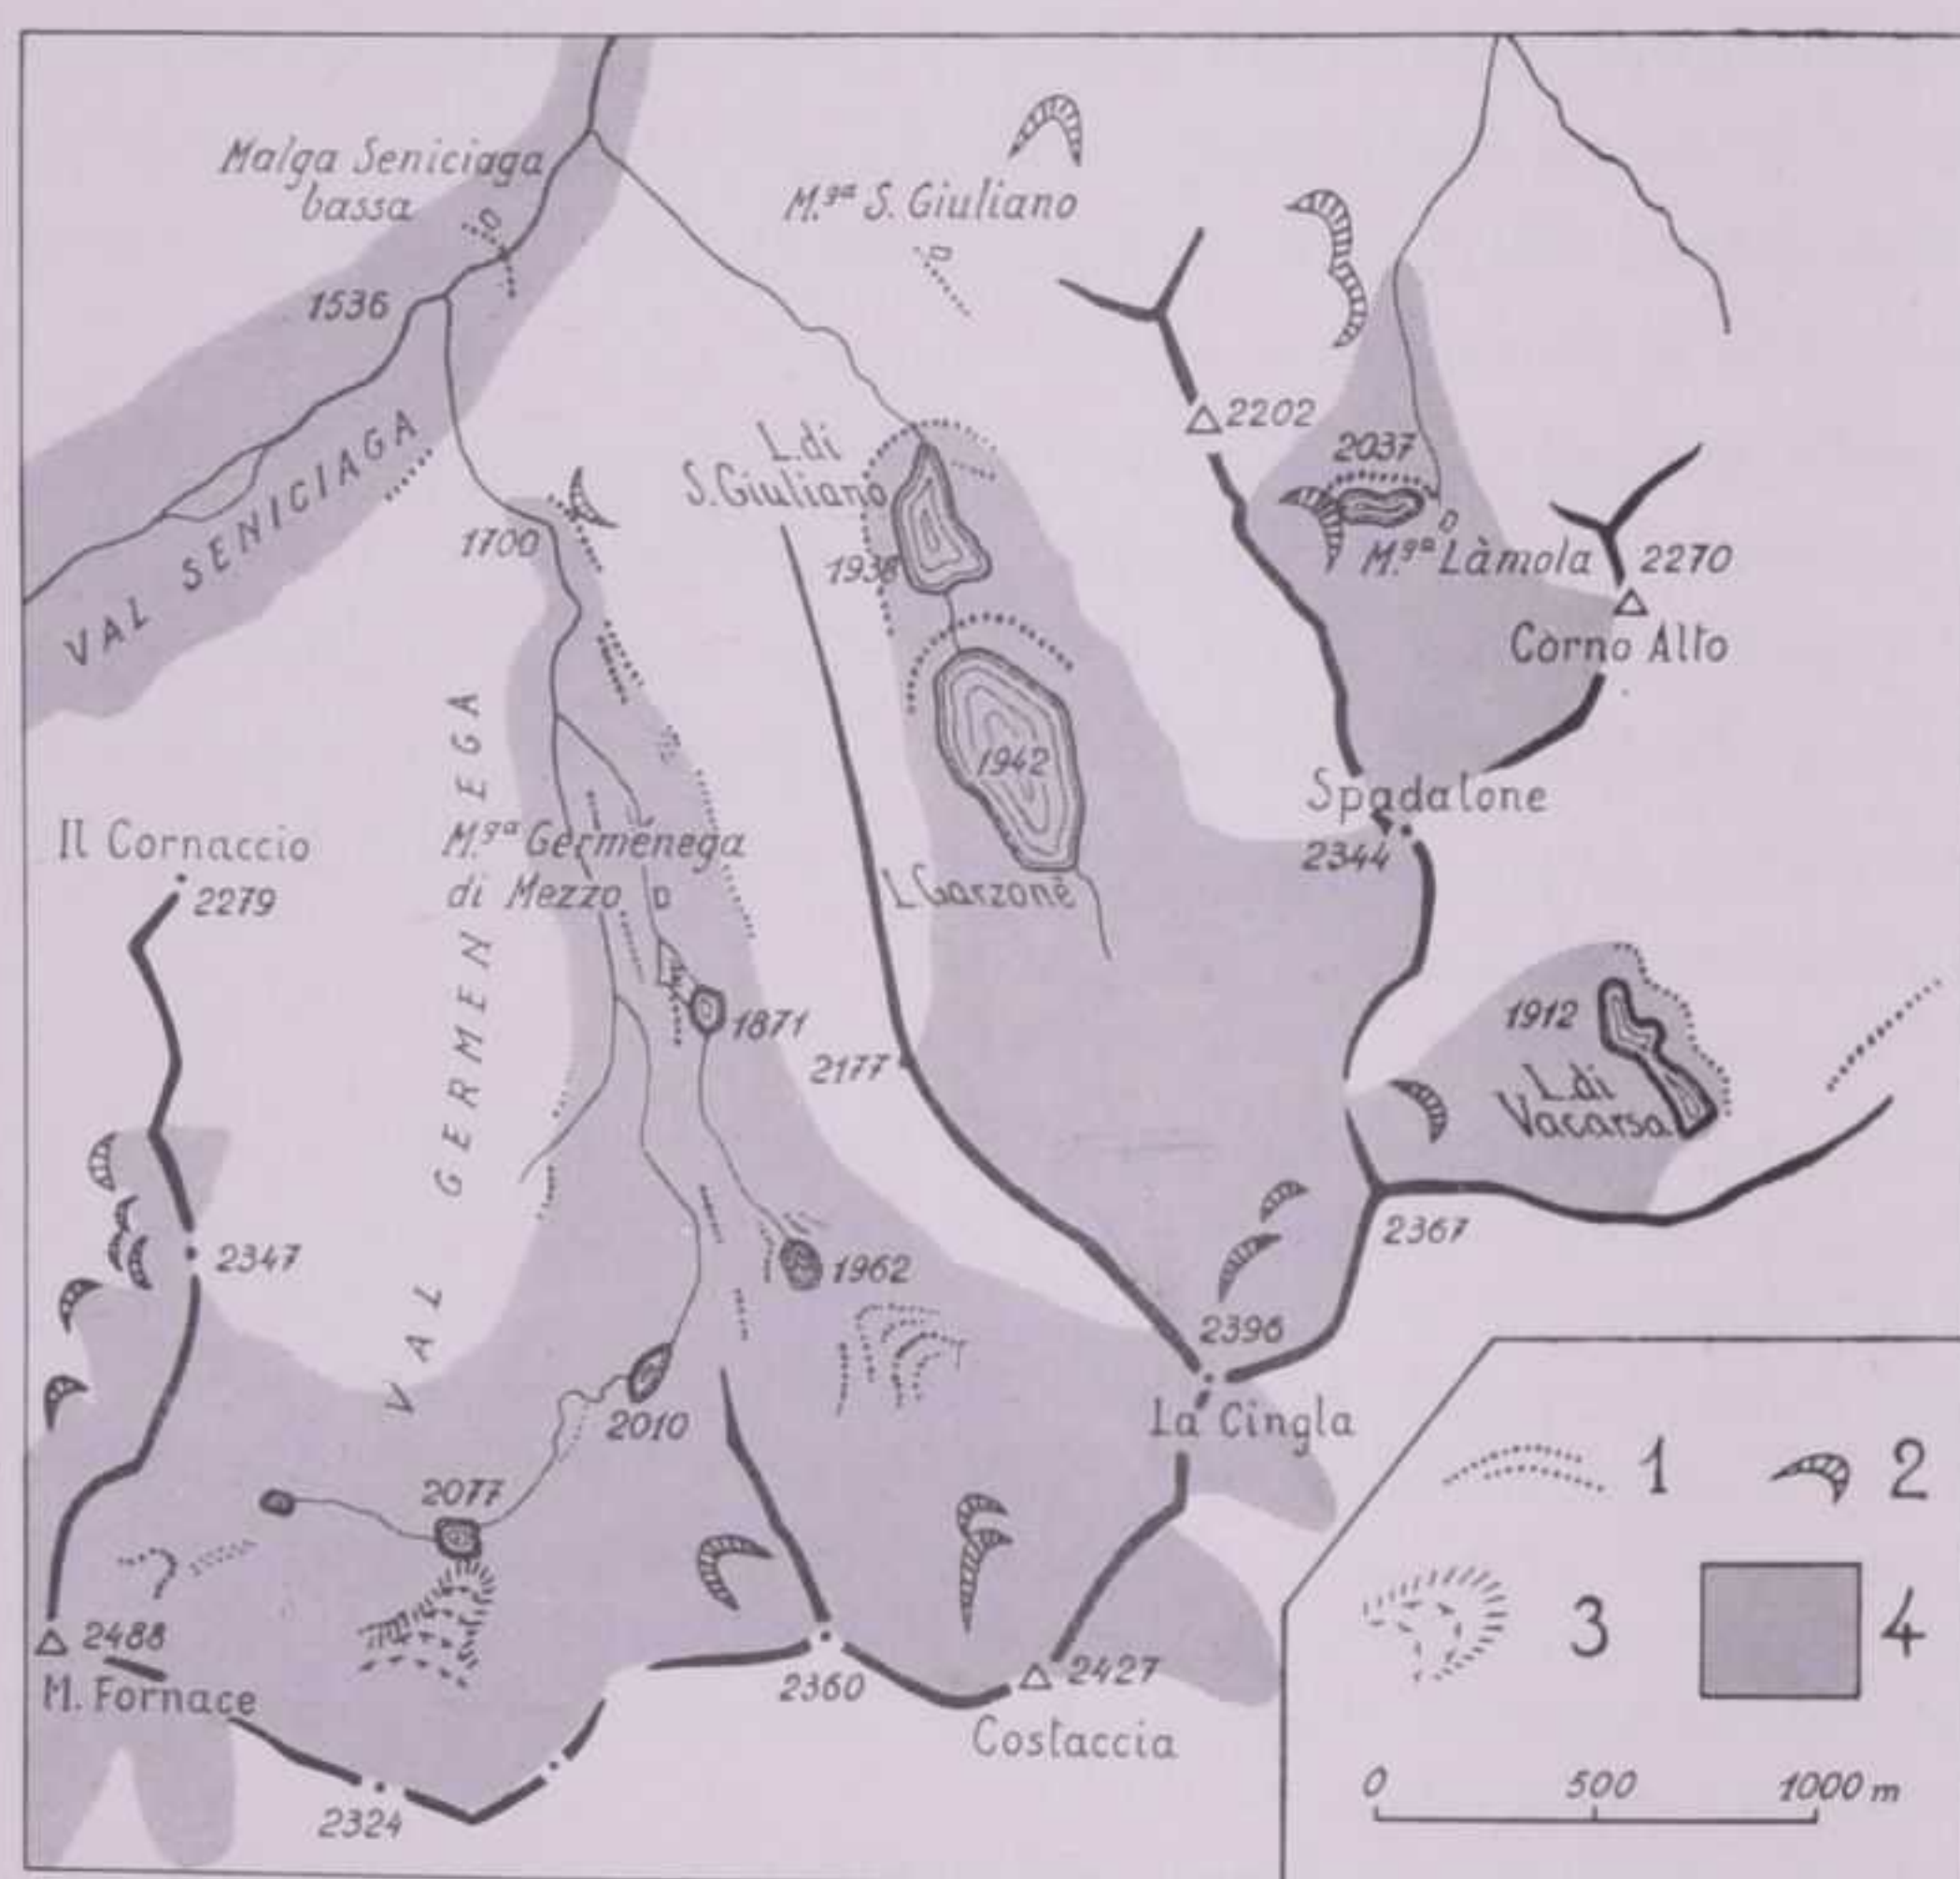 Malga Seniciaga
bassa
M.ga S. Giuliano
1536
2202
L. di
S. Giuliano
2037
VAL SENICIAGA
1700
1938
M.ga Làmola
2270
Corno Alto
1942
Spadalone
2344
Il Cornaccio
2279
M.ga Germenega
di Mezzo
L. Garzonè
VAL GERMENEGA
1871
2177
1912
L. di
Vacarsa
2347
1962
2367
2396
2010
La Cingla
2077
2488
M. Fornace
2360
2427
Costaccia
2324
1
2
3
4
0 500 1000 m